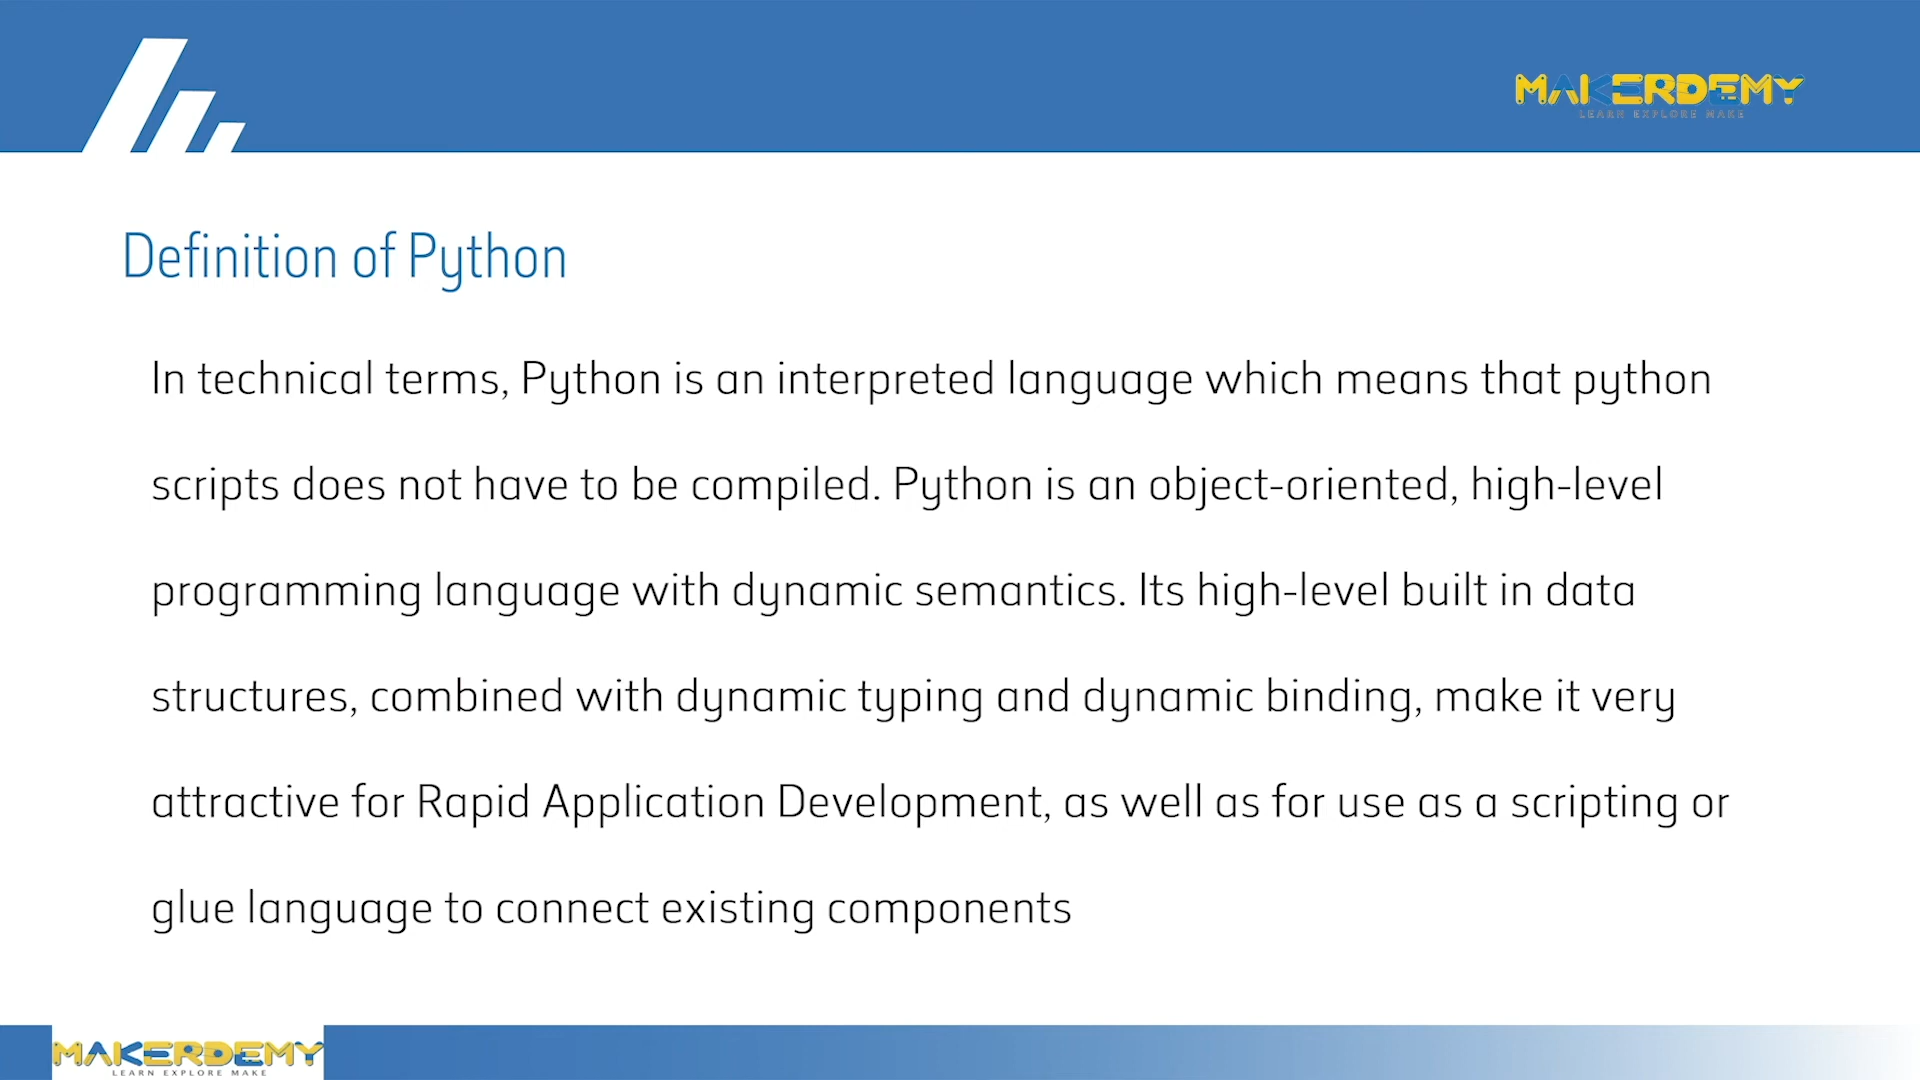 MAKERDEMY
LEARN EXPLORE MAKE
Definition of Python
In technical terms, Python is an interpreted language which means that python
scripts does not have to be compiled. Python is an object-oriented, high-level
programming language with dynamic semantics. Its high-level built in data
structures, combined with dynamic typing and dynamic binding, make it very
attractive for Rapid Application Development, as well as for use as a scripting or
glue language to connect existing components
MAKERDEMY
LEARN EXPLORE MAKE